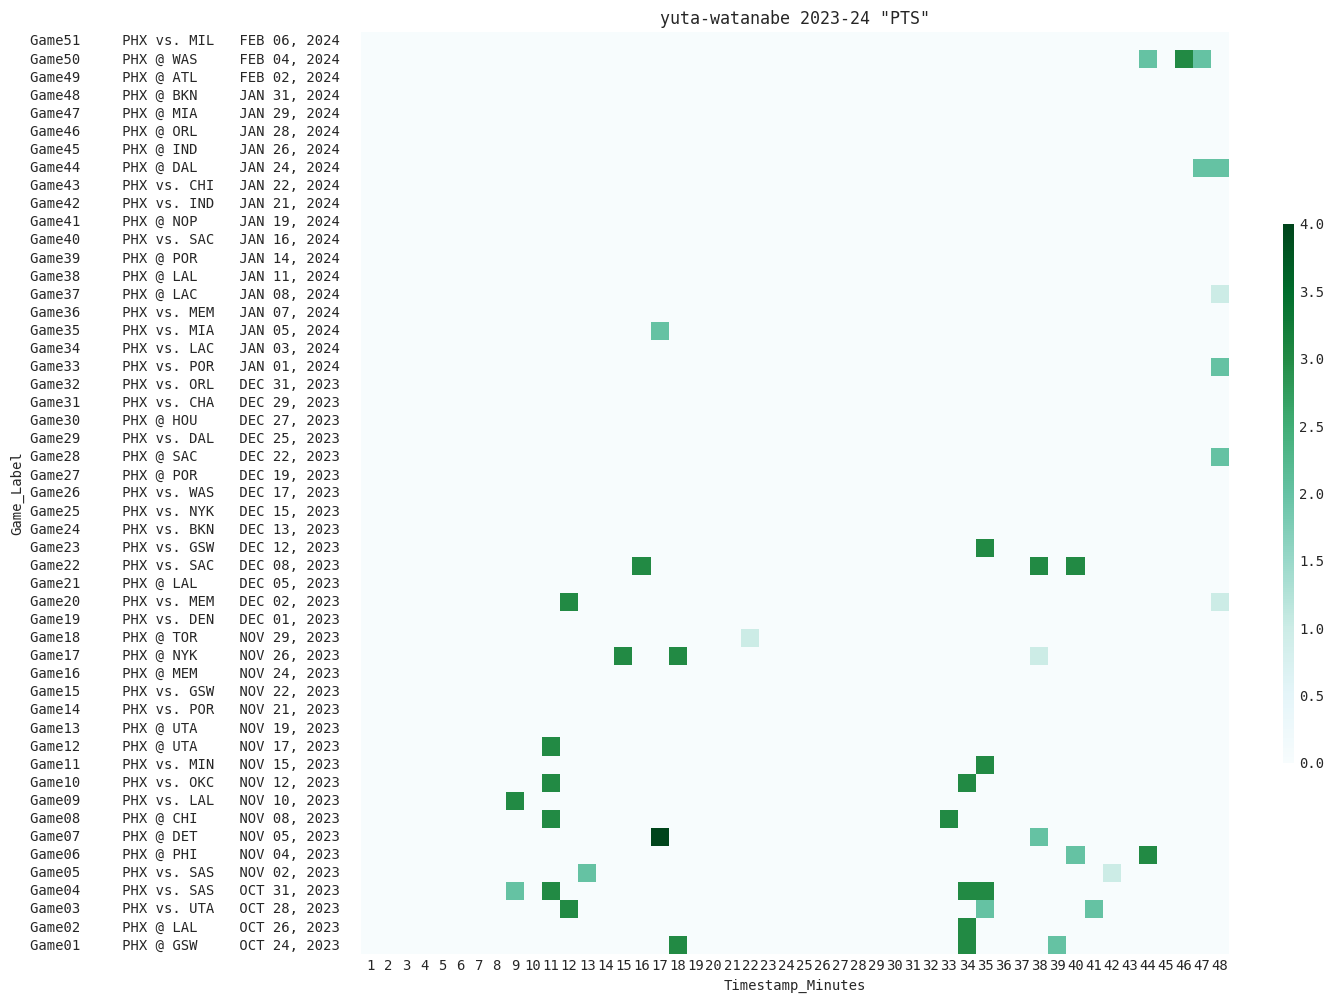 yuta-watanabe 2023-24 "PTS"
Game51 PHX vs. MIL FEB 06, 2024
Game50 PHX @ WAS FEB 04, 2024
Game49 PHX @ ATL FEB 02, 2024
Game48 PHX @ BKN JAN 31, 2024
Game47 PHX @ MIA JAN 29, 2024
Game46 PHX @ ORL JAN 28, 2024
Game45 PHX @ IND JAN 26, 2024
Game44 PHX @ DAL JAN 24, 2024
Game43 PHX vs. CHI JAN 22, 2024
Game42 PHX vs. IND JAN 21, 2024
Game41 PHX @ NOP JAN 19, 2024
Game40 PHX vs. SAC JAN 16, 2024
Game39 PHX @ POR JAN 14, 2024
Game38 PHX @ LAL JAN 11, 2024
Game37 PHX @ LAC JAN 08, 2024
Game36 PHX vs. MEM JAN 07, 2024
Game35 PHX vs. MIA JAN 05, 2024
Game34 PHX vs. LAC JAN 03, 2024
Game33 PHX vs. POR JAN 01, 2024
Game32 PHX vs. ORL DEC 31, 2023
Game31 PHX vs. CHA DEC 29, 2023
Game30 PHX @ HOU DEC 27, 2023
Game29 PHX vs. DAL DEC 25, 2023
Game28 PHX @ SAC DEC 22, 2023
Game27 PHX @ POR DEC 19, 2023
Game26 PHX vs. WAS DEC 17, 2023
Game25 PHX vs. NYK DEC 15, 2023
Game24 PHX vs. BKN DEC 13, 2023
Game23 PHX vs. GSW DEC 12, 2023
Game22 PHX vs. SAC DEC 08, 2023
Game21 PHX @ LAL DEC 05, 2023
Game20 PHX vs. MEM DEC 02, 2023
Game19 PHX vs. DEN DEC 01, 2023
Game18 PHX @ TOR NOV 29, 2023
Game17 PHX @ NYK NOV 26, 2023
Game16 PHX @ MEM NOV 24, 2023
Game15 PHX vs. GSW NOV 22, 2023
Game14 PHX vs. POR NOV 21, 2023
Game13 PHX @ UTA NOV 19, 2023
Game12 PHX @ UTA NOV 17, 2023
Game11 PHX vs. MIN NOV 15, 2023
Game10 PHX vs. OKC NOV 12, 2023
Game09 PHX vs. LAL NOV 10, 2023
Game08 PHX @ CHI NOV 08, 2023
Game07 PHX @ DET NOV 05, 2023
Game06 PHX @ PHI NOV 04, 2023
Game05 PHX vs. SAS NOV 02, 2023
Game04 PHX vs. SAS OCT 31, 2023
Game03 PHX vs. UTA OCT 28, 2023
Game02 PHX @ LAL OCT 26, 2023
Game01 PHX @ GSW OCT 24, 2023
Game_Label
1 2 3 4 5 6 7 8 9 10 11 12 13 14 15 16 17 18 19 20 21 22 23 24 25 26 27 28 29 30 31 32 33 34 35 36 37 38 39 40 41 42 43 44 45 46 47 48
Timestamp_Minutes
4.0
3.5
3.0
2.5
2.0
1.5
1.0
0.5
0.0